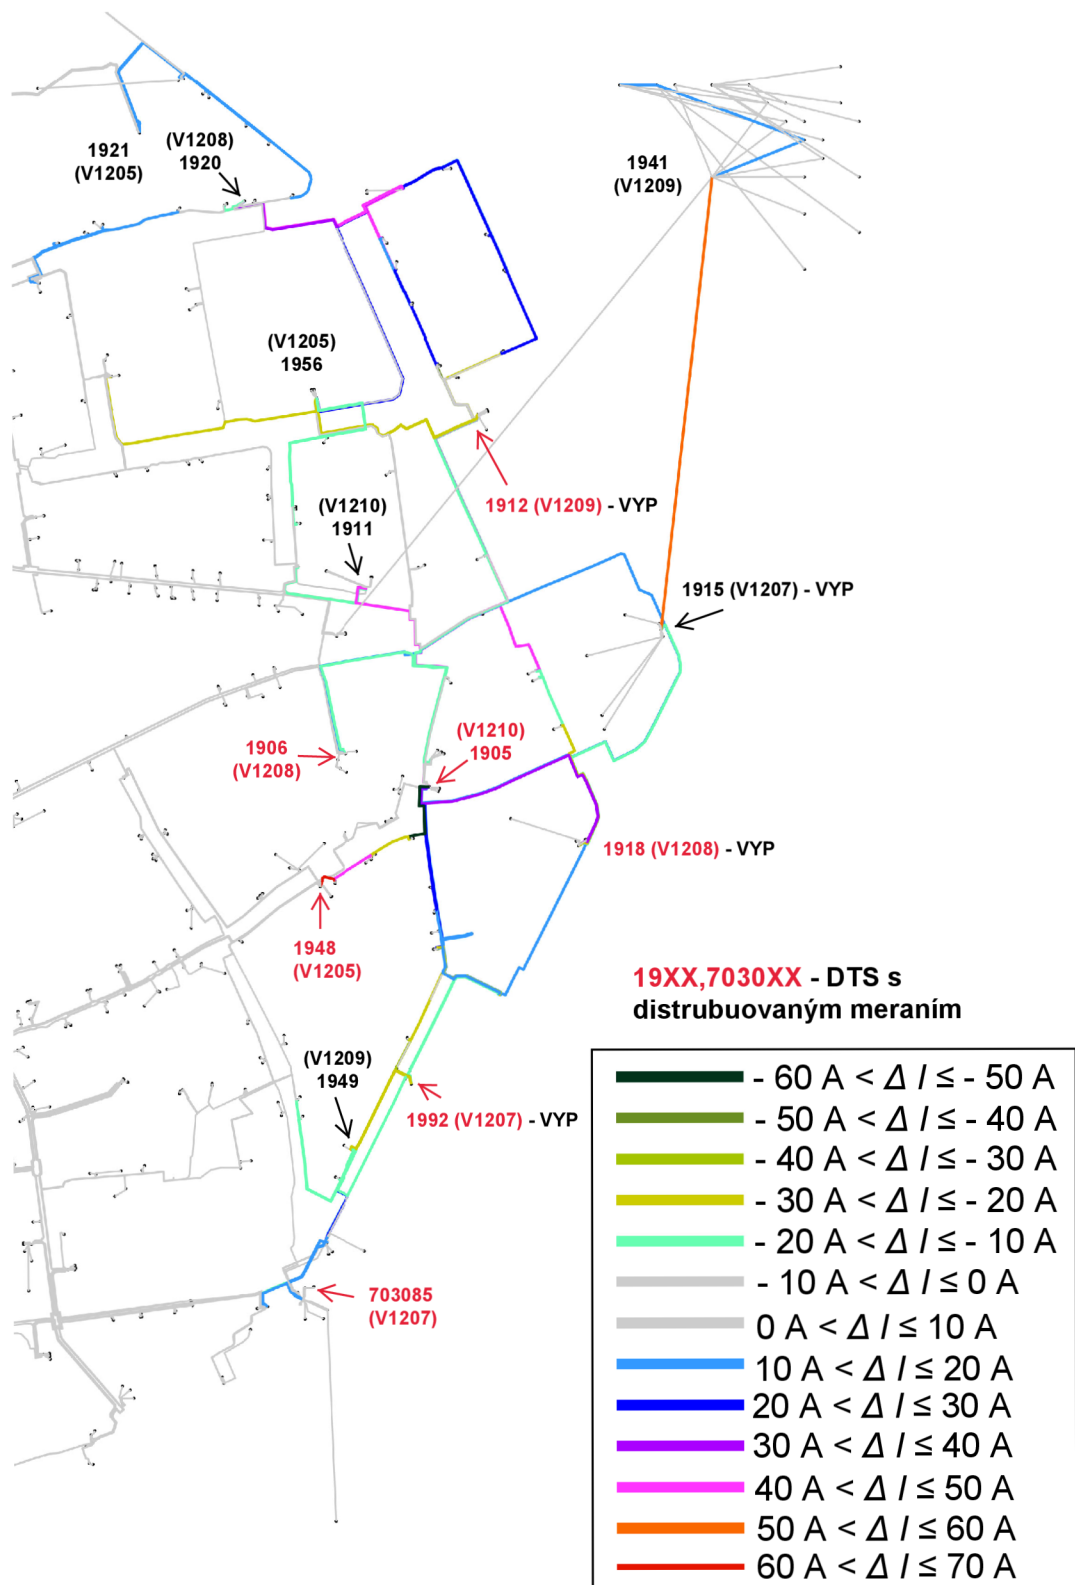 1921
(V1205)
(V1208)
1920
1941
(V1209)
(V1205)
1956
1912 (V1209) - VYP
(V1210)
1911
1915 (V1207) - VYP
1906
(V1208)
(V1210)
1905
1918 (V1208) - VYP
1948
(V1205)
(V1209)
1949
1992 (V1207) - VYP
703085
(V1207)
19XX,7030XX - DTS s
distrubuovaným meraním
- 60 A < Δ I ≤ - 50 A
- 50 A < Δ I ≤ - 40 A
- 40 A < Δ I ≤ - 30 A
- 30 A < Δ I ≤ - 20 A
- 20 A < Δ I ≤ - 10 A
- 10 A < Δ I ≤ 0 A
0 A < Δ I ≤ 10 A
10 A < Δ I ≤ 20 A
20 A < Δ I ≤ 30 A
30 A < Δ I ≤ 40 A
40 A < Δ I ≤ 50 A
50 A < Δ I ≤ 60 A
60 A < Δ I ≤ 70 A